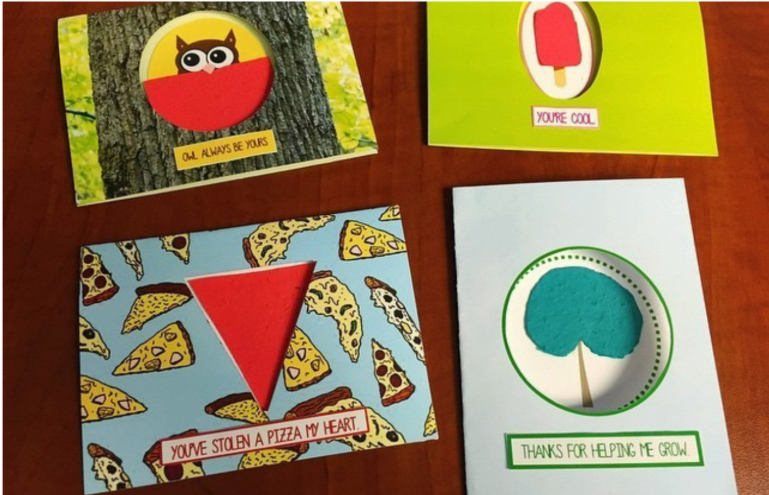 OWL ALWAYS BE YOURS
YOU'RE COOL.
YOU'VE STOLEN A PIZZA MY HEART.
THANKS FOR HELPING ME GROW.